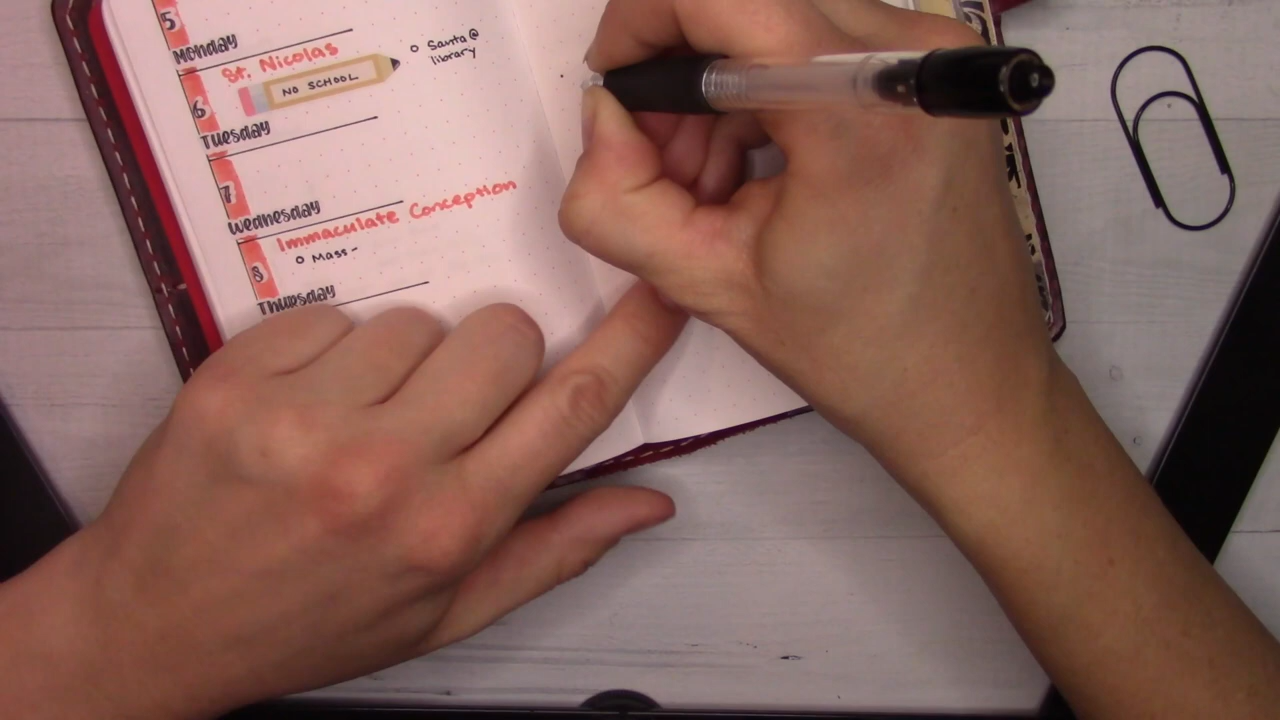 5
Monday
St. Nicolas
NO SCHOOL
o Santa @
library
6
Tuesday
7
Wednesday
Immaculate Conception
o Mass-
8
Thursday